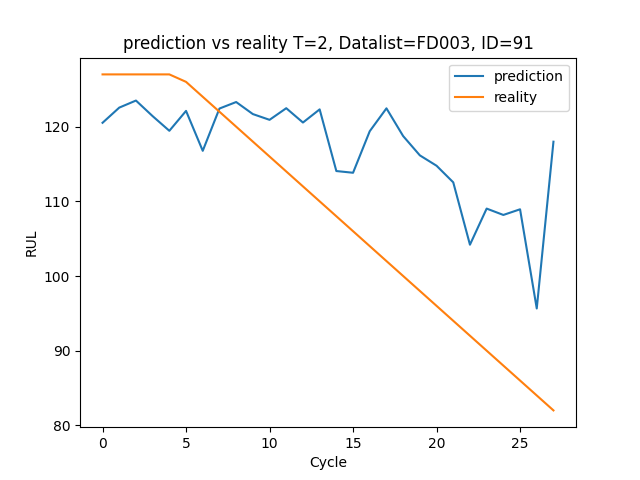 prediction vs reality T=2, Datalist=FD003, ID=91
prediction
reality
120
110
100
90
80
RUL
0 5 10 15 20 25
Cycle